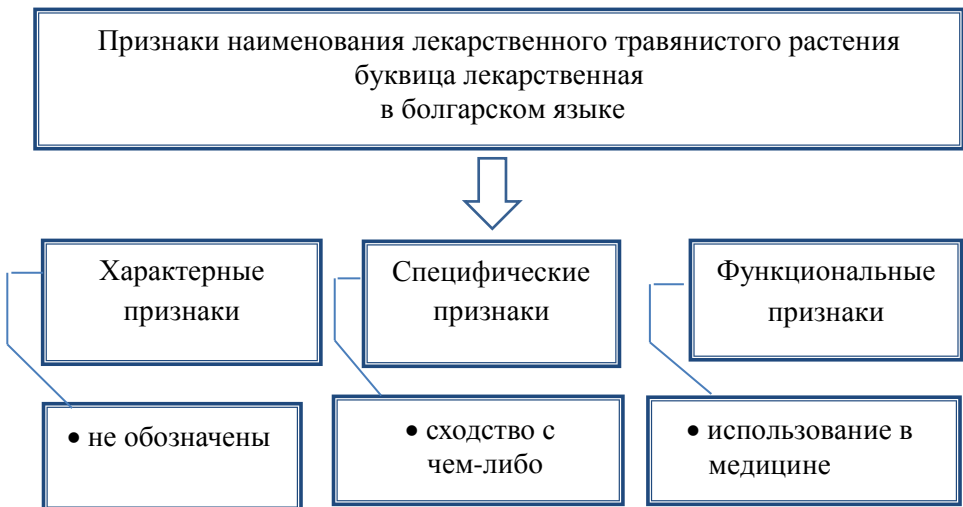 Признаки наименования лекарственного травянистого растения
буквица лекарственная
в болгарском языке
Характерные
признаки
Специфические
признаки
Функциональные
признаки
• не обозначены
• сходство с
чем-либо
• использование в
медицине